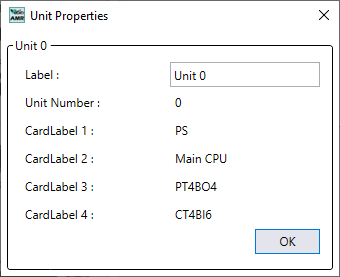 Unit Properties
Unit 0
Label : Unit 0
Unit Number : 0
CardLabel 1 : PS
CardLabel 2 : Main CPU
CardLabel 3 : PT4BO4
CardLabel 4 : CT4BI6
OK